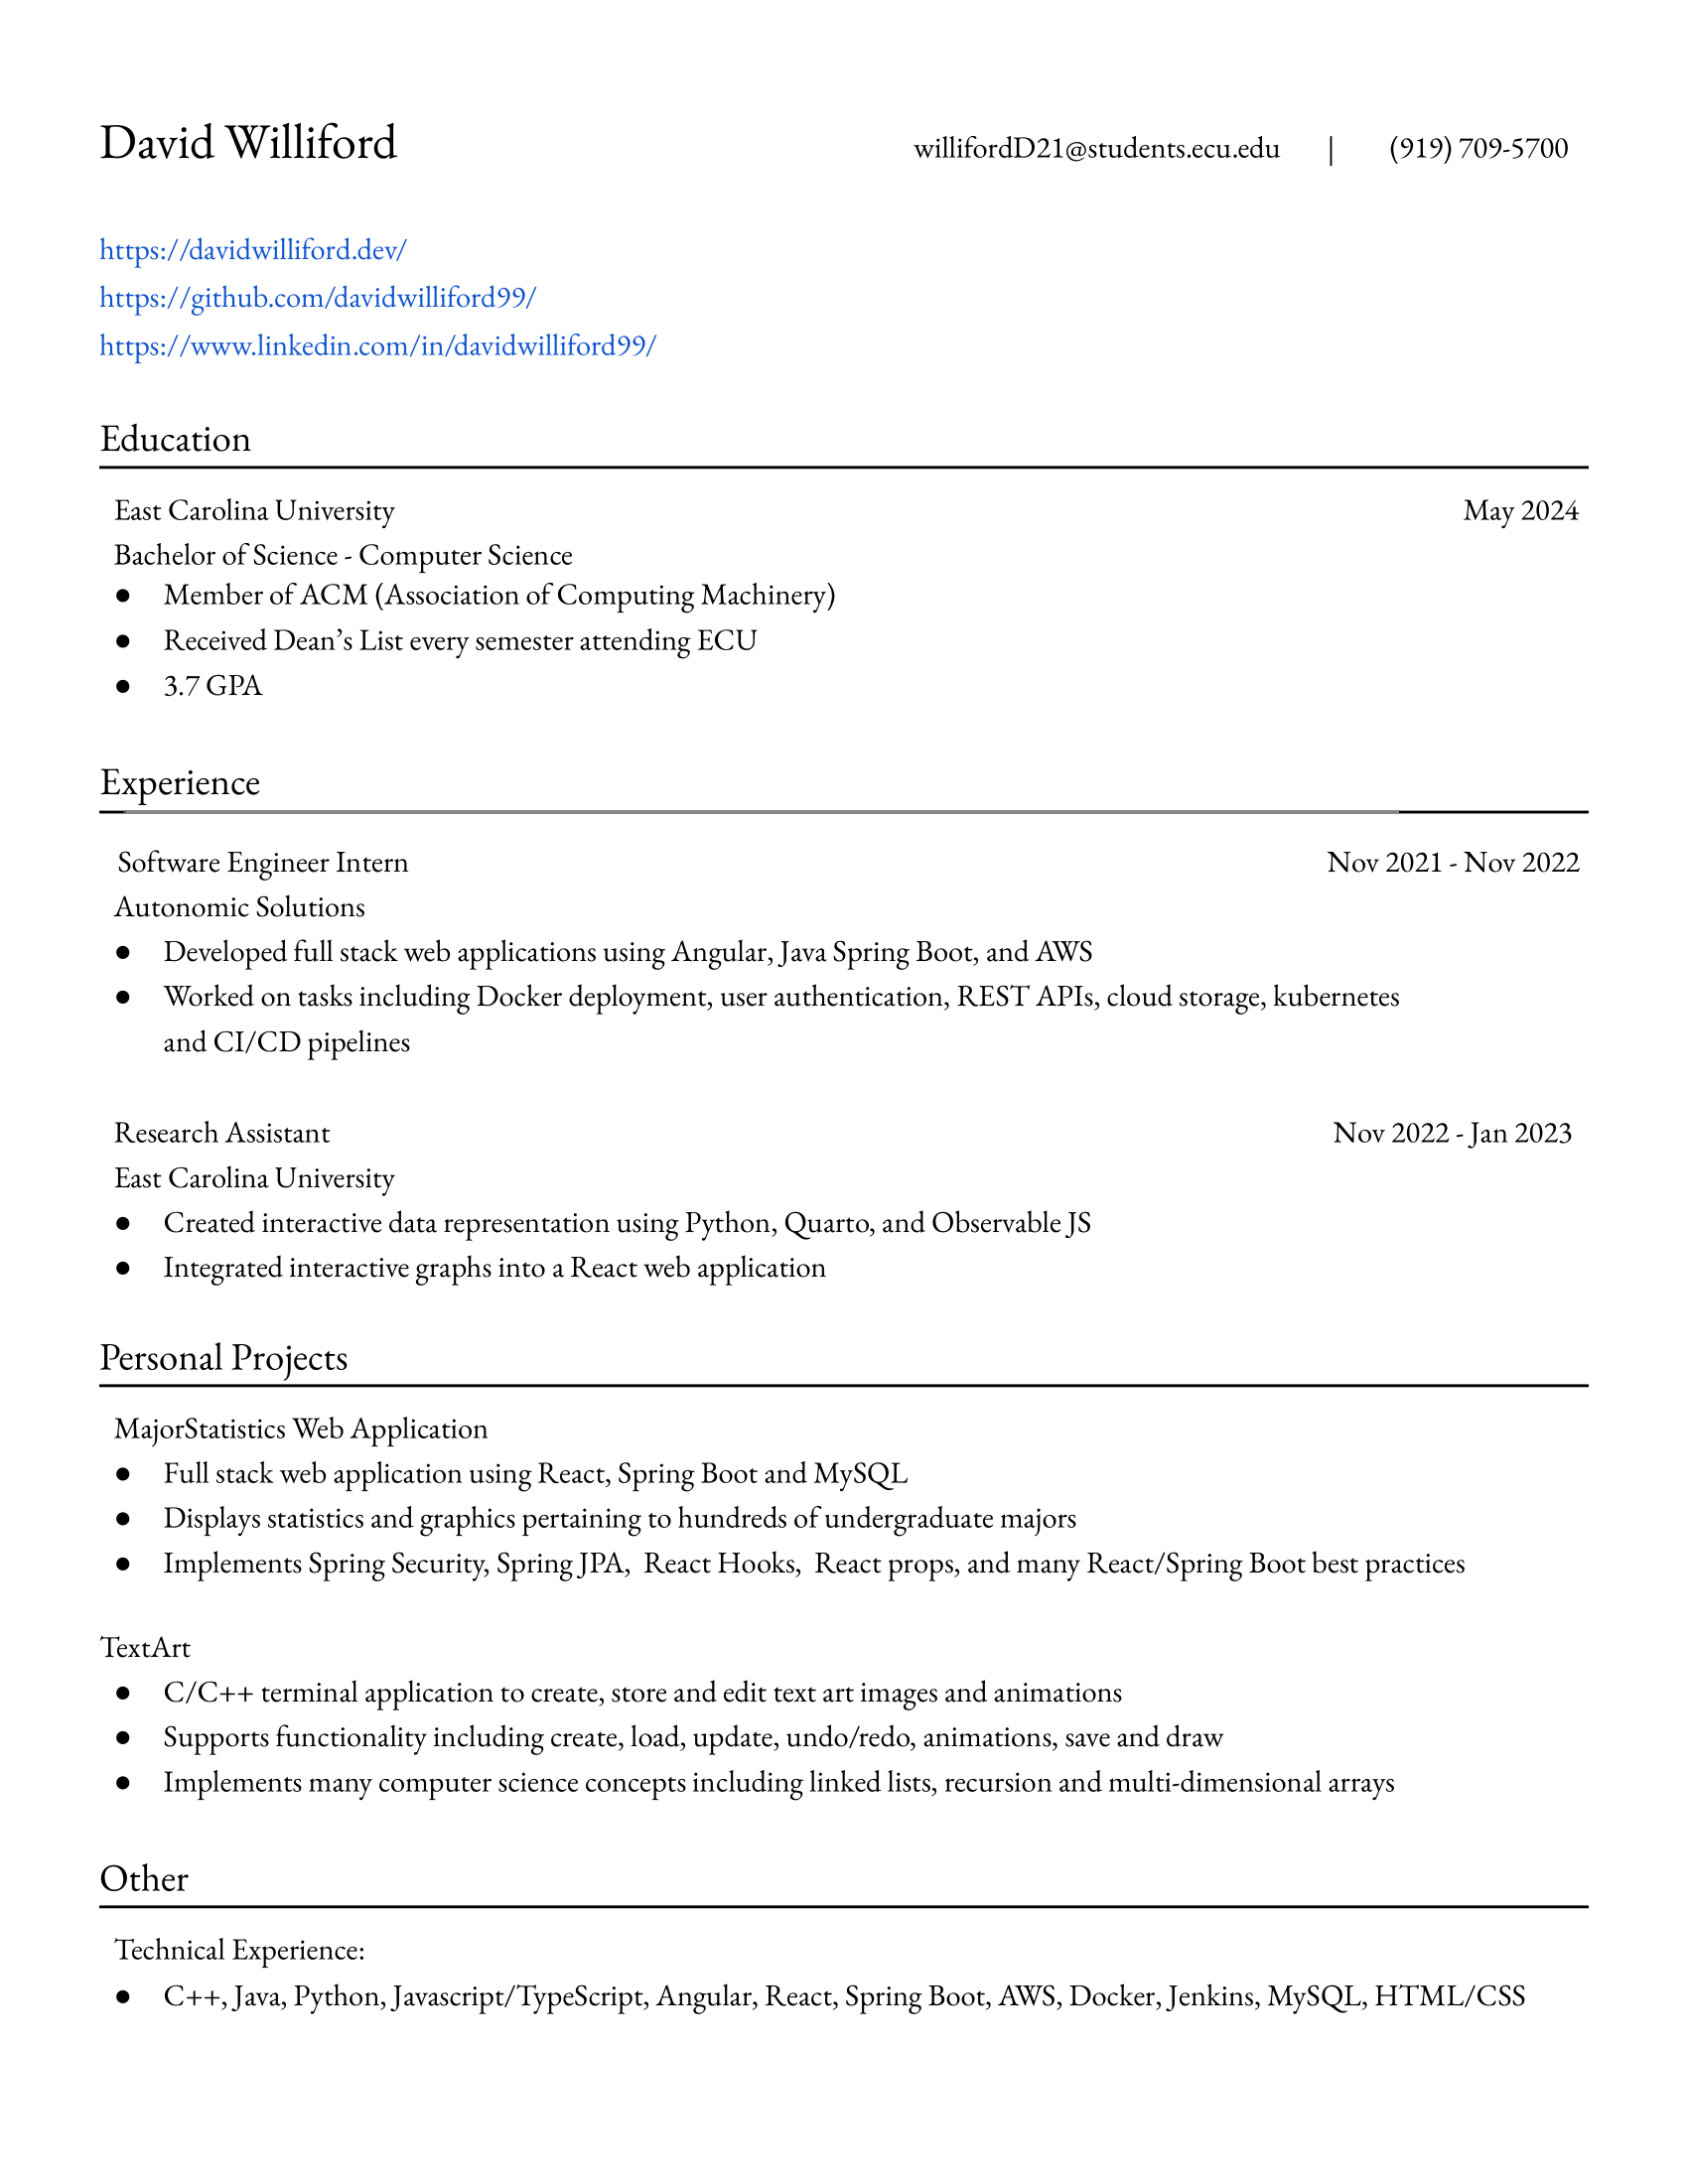 David Williford
willifordD21@students.ecu.edu | (919) 709-5700
https://davidwilliford.dev/
https://github.com/davidwilliford99/
https://www.linkedin.com/in/davidwilliford99/
Education
East Carolina University May 2024
Bachelor of Science - Computer Science
● Member of ACM (Association of Computing Machinery)
● Received Dean’s List every semester attending ECU
● 3.7 GPA
Experience
Software Engineer Intern Nov 2021 - Nov 2022
Autonomic Solutions
● Developed full stack web applications using Angular, Java Spring Boot, and AWS
● Worked on tasks including Docker deployment, user authentication, REST APIs, cloud storage, kubernetes
and CI/CD pipelines
Research Assistant Nov 2022 - Jan 2023
East Carolina University
● Created interactive data representation using Python, Quarto, and Observable JS
● Integrated interactive graphs into a React web application
Personal Projects
MajorStatistics Web Application
● Full stack web application using React, Spring Boot and MySQL
● Displays statistics and graphics pertaining to hundreds of undergraduate majors
● Implements Spring Security, Spring JPA, React Hooks, React props, and many React/Spring Boot best practices
TextArt
● C/C++ terminal application to create, store and edit text art images and animations
● Supports functionality including create, load, update, undo/redo, animations, save and draw
● Implements many computer science concepts including linked lists, recursion and multi-dimensional arrays
Other
Technical Experience:
● C++, Java, Python, Javascript/TypeScript, Angular, React, Spring Boot, AWS, Docker, Jenkins, MySQL, HTML/CSS